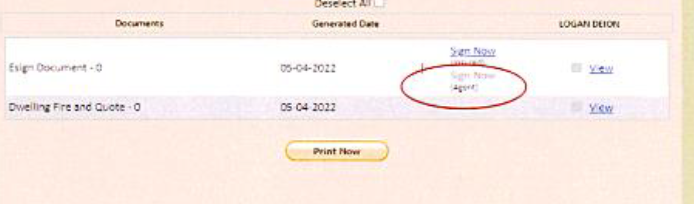 Deselect All
Documents Generated Date LOGAN DEION
Sign Now
Esign Document - 0 05-04-2022 View
Sign Now
(Agent)
Dwelling Fire and Quote - 0 05-04-2022 View
Print Now